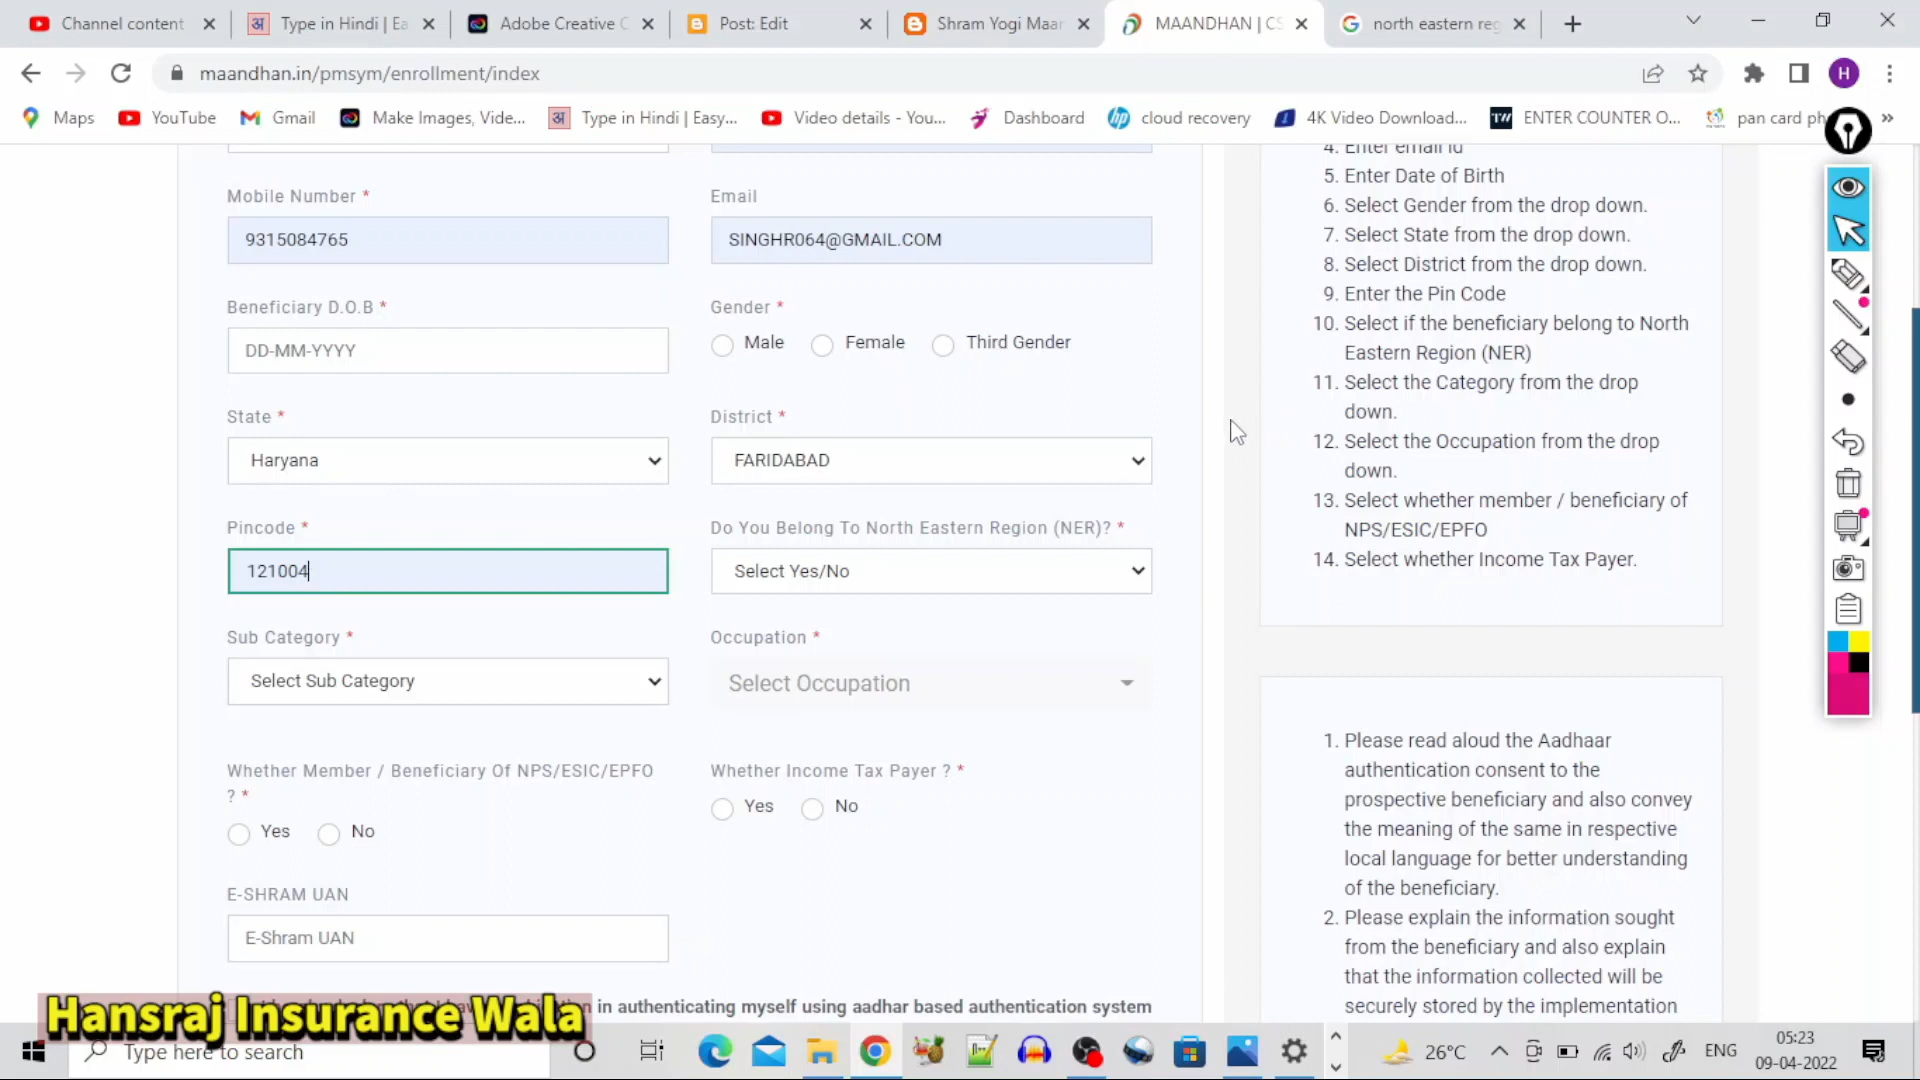 Channel content
Type in Hindi | Ea
Adobe Creative C
Post: Edit
Shram Yogi Maan
MAANDHAN | CS
north eastern reg
maandhan.in/pmsym/enrollment/index
H
Maps
YouTube
Gmail
Make Images, Vide...
अ
Type in Hindi | Easy...
Video details - You...
Dashboard
cloud recovery
4K Video Download...
TW
ENTER COUNTER O...
pan card ph
Mobile Number *
Email
9315084765
SINGHR064@GMAIL.COM
Beneficiary D.O.B *
Gender *
DD-MM-YYYY
Male
Female
Third Gender
State *
District *
Haryana
FARIDABAD
Pincode *
Do You Belong To North Eastern Region (NER)? *
121004
Select Yes/No
Sub Category *
Occupation *
Select Sub Category
Select Occupation
Whether Member / Beneficiary Of NPS/ESIC/EPFO
? *
Whether Income Tax Payer ? *
Yes
No
Yes
No
E-SHRAM UAN
E-Shram UAN
in authenticating myself using aadhar based authentication system
4. Enter email id
5. Enter Date of Birth
6. Select Gender from the drop down.
7. Select State from the drop down.
8. Select District from the drop down.
9. Enter the Pin Code
10. Select if the beneficiary belong to North
Eastern Region (NER)
11. Select the Category from the drop
down.
12. Select the Occupation from the drop
down.
13. Select whether member / beneficiary of
NPS/ESIC/EPFO
14. Select whether Income Tax Payer.
1. Please read aloud the Aadhaar
authentication consent to the
prospective beneficiary and also convey
the meaning of the same in respective
local language for better understanding
of the beneficiary.
2. Please explain the information sought
from the beneficiary and also explain
that the information collected will be
securely stored by the implementation
Hansraj Insurance Wala
Type here to search
26°C
ENG
05:23
09-04-2022